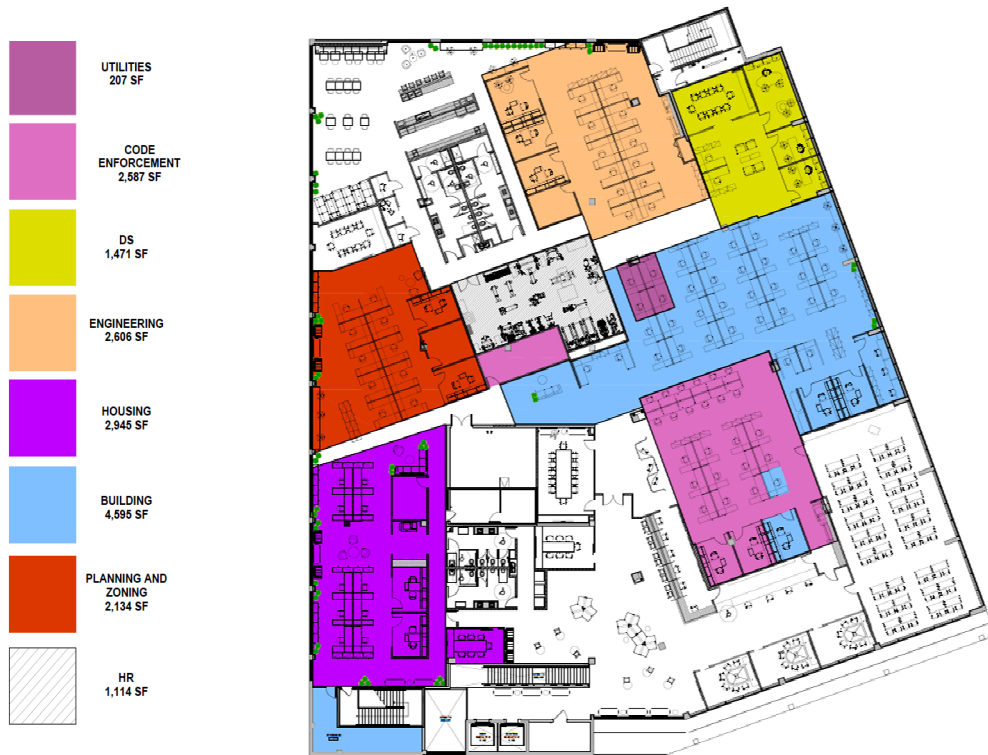 UTILITIES
207 SF
CODE
ENFORCEMENT
2,587 SF
DS
1,471 SF
ENGINEERING
2,606 SF
HOUSING
2,945 SF
BUILDING
4,595 SF
PLANNING AND
ZONING
2,134 SF
HR
1,114 SF